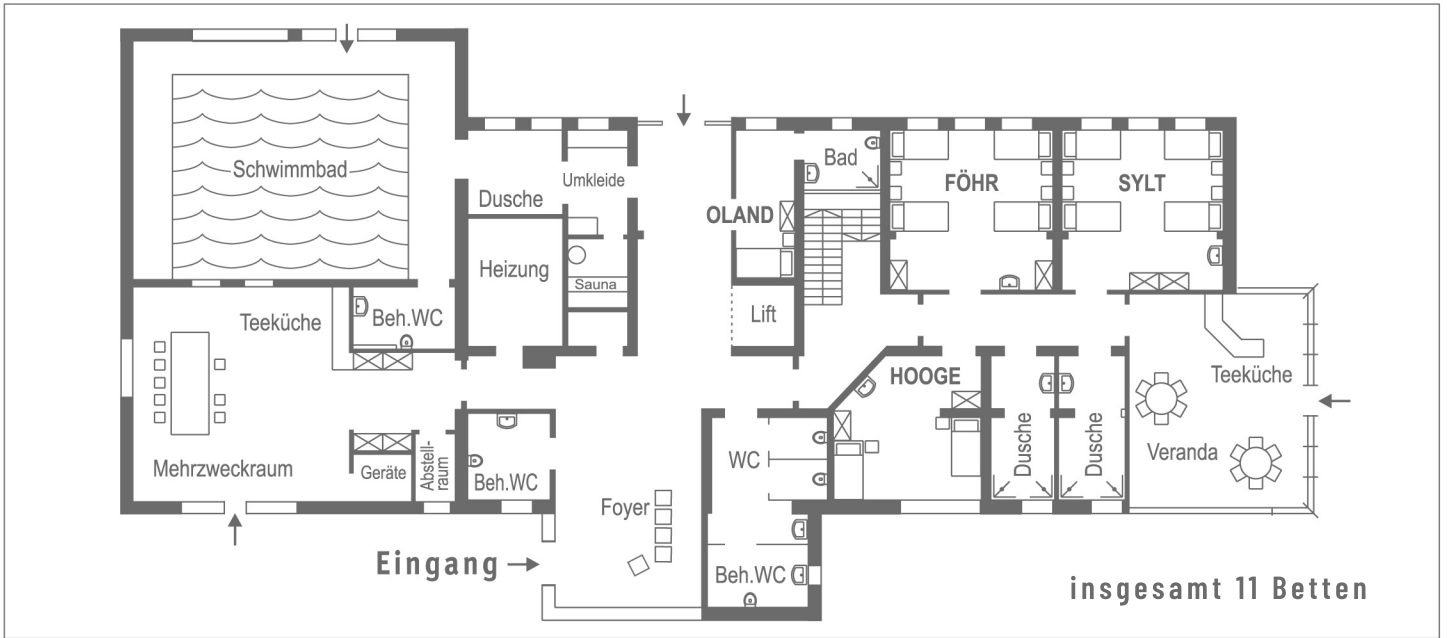 Schwimmbad
Dusche
Umkleide
Heizung
Sauna
OLAND
Bad
FÖHR
SYLT
Lift
Teeküche
Beh.WC
HOOGE
Teeküche
Mehrzweckraum
Geräte
Abstell-
raum
Beh.WC
WC
Dusche
Dusche
Veranda
Foyer
Eingang
Beh.WC
insgesamt 11 Betten